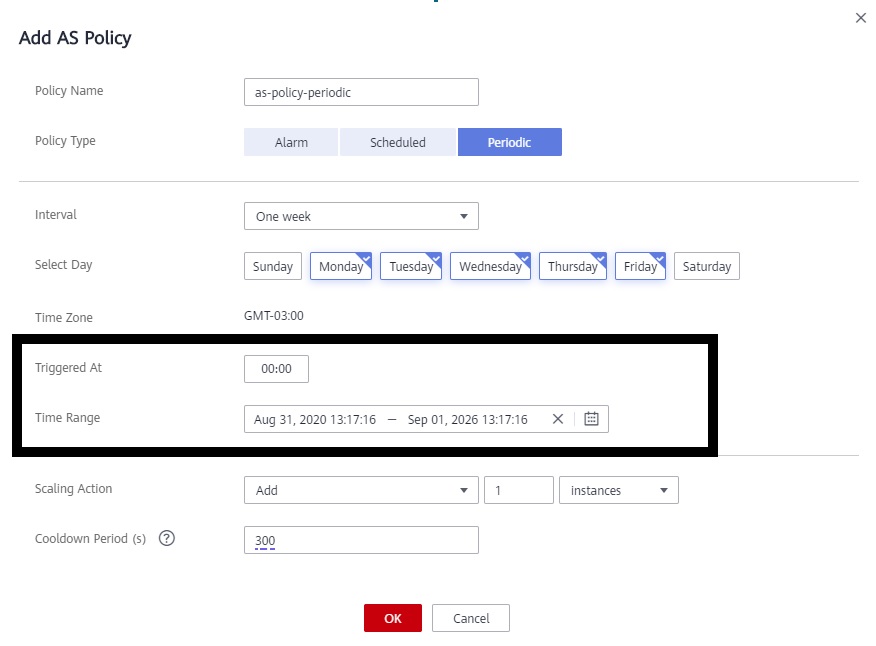 Add AS Policy
Policy Name as-policy-periodic
Policy Type Alarm Scheduled Periodic
Interval One week
Select Day Sunday Monday Tuesday Wednesday Thursday Friday Saturday
Time Zone GMT-03:00
Triggered At 00:00
Time Range Aug 31, 2020 13:17:16 — Sep 01, 2026 13:17:16
Scaling Action Add 1 instances
Cooldown Period (s) ? 300
OK Cancel